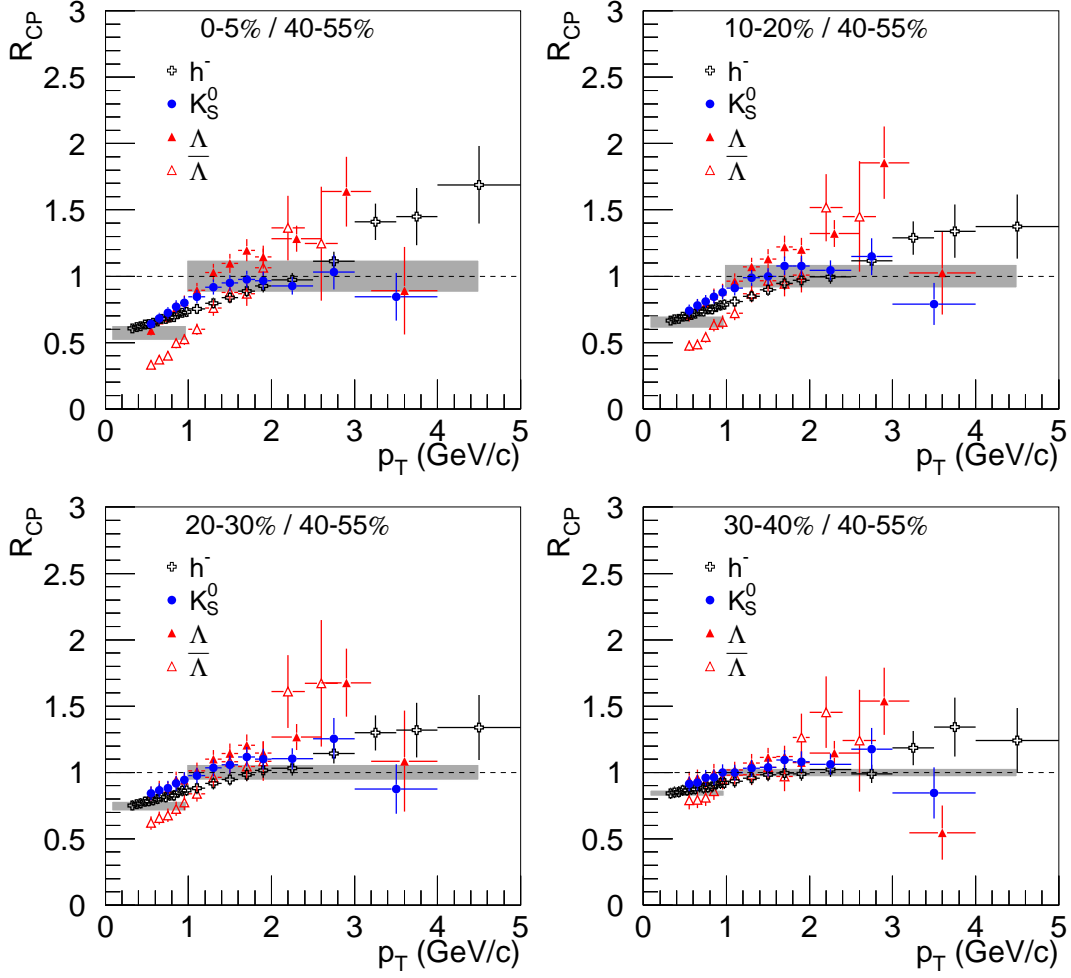 R_CP
0-5% / 40-55%
h⁻
K⁰_S
Λ
Λ̅
3
2.5
2
1.5
1
0.5
0
0 1 2 3 4 5
p_T (GeV/c)
R_CP
10-20% / 40-55%
h⁻
K⁰_S
Λ
Λ̅
3
2.5
2
1.5
1
0.5
0
0 1 2 3 4 5
p_T (GeV/c)
R_CP
20-30% / 40-55%
h⁻
K⁰_S
Λ
Λ̅
3
2.5
2
1.5
1
0.5
0
0 1 2 3 4 5
p_T (GeV/c)
R_CP
30-40% / 40-55%
h⁻
K⁰_S
Λ
Λ̅
3
2.5
2
1.5
1
0.5
0
0 1 2 3 4 5
p_T (GeV/c)